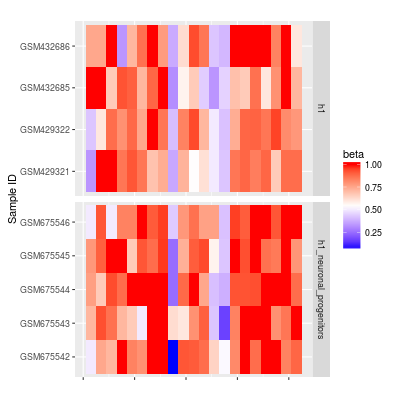 GSM432686
GSM432685
GSM429322
GSM429321
h1
GSM675546
GSM675545
GSM675544
GSM675543
GSM675542
h1_neuronal_progenitors
Sample ID
beta
1.00
0.75
0.50
0.25